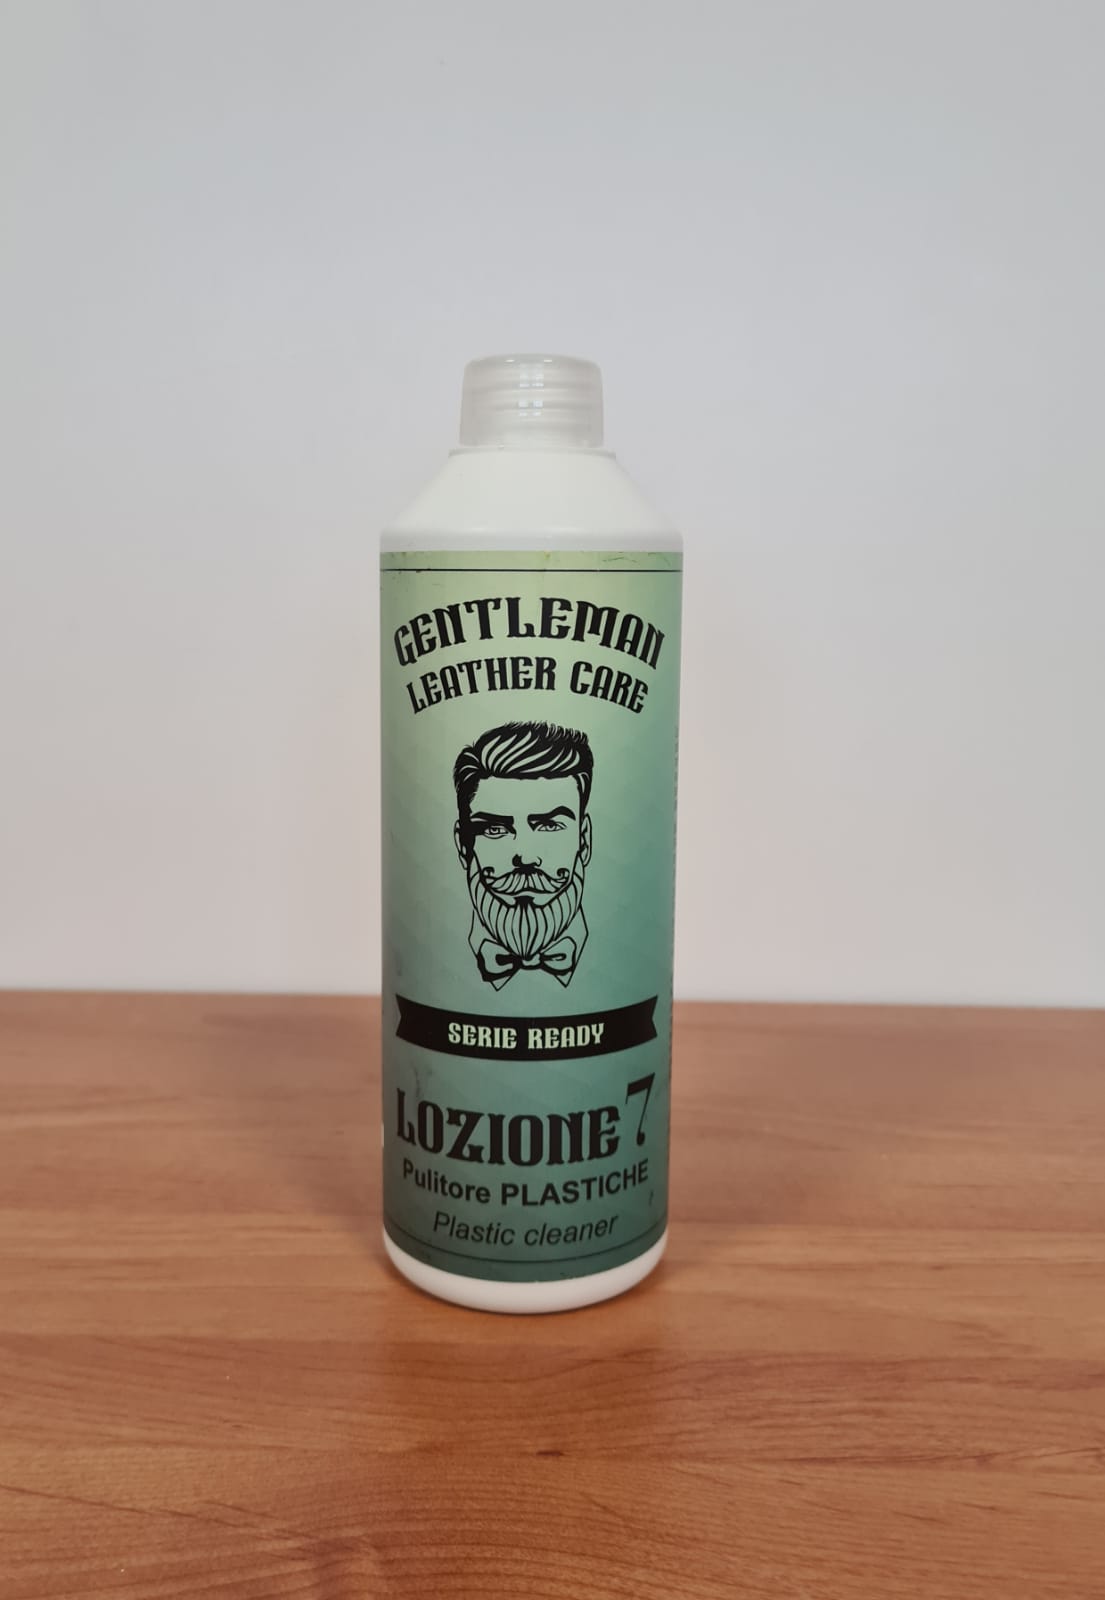 GENTLEMAN
LEATHER CARE
SERIE READY
LOZIONE 7
Pulitore PLASTICHE
Plastic cleaner